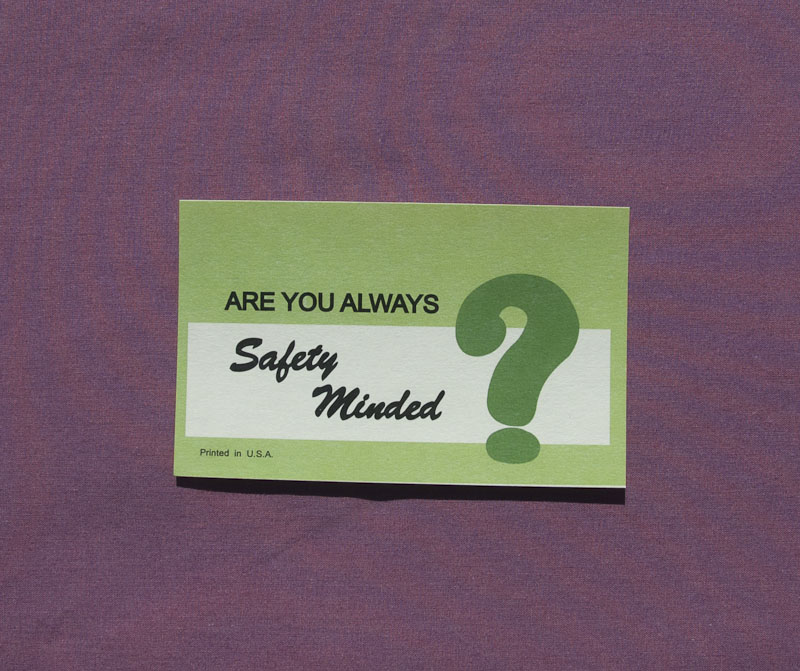 ARE YOU ALWAYS
Safety
Minded
?
Printed in U.S.A.